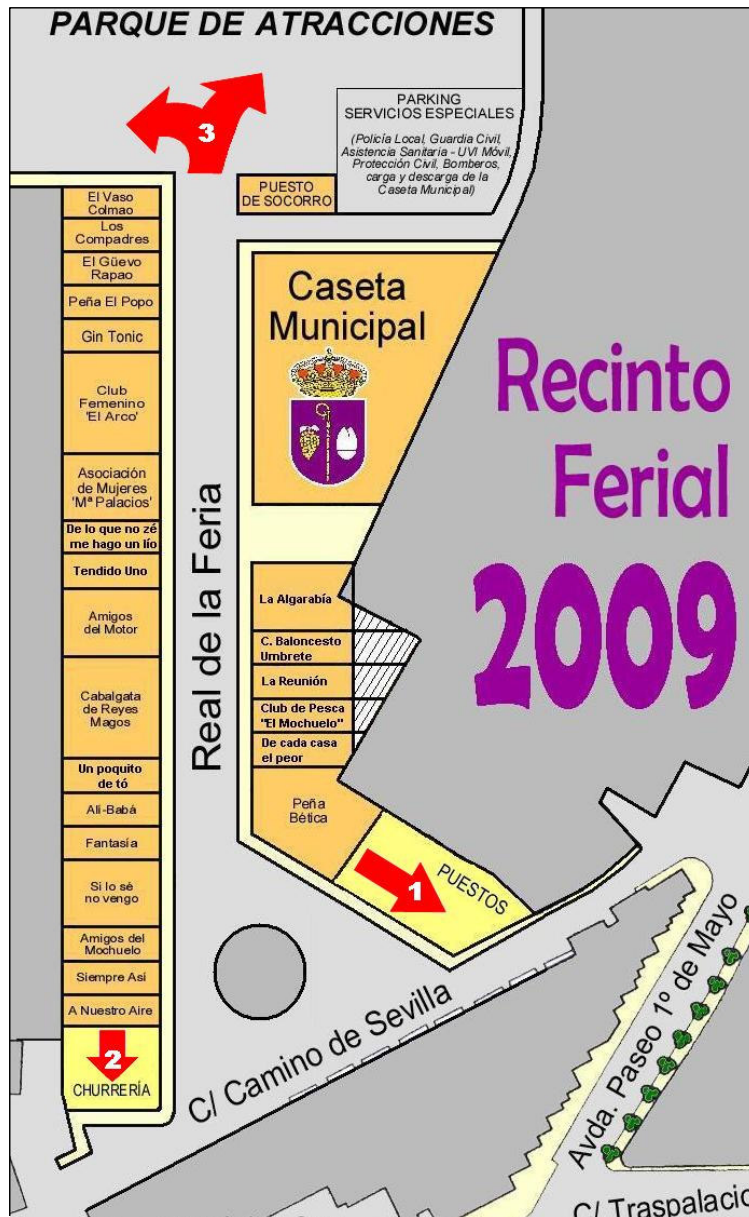 PARQUE DE ATRACCIONES
3
PARKING
SERVICIOS ESPECIALES
(Policía Local, Guardia Civil,
Asistencia Sanitaria - UVI Móvil,
Protección Civil, Bomberos,
carga y descarga de la
Caseta Municipal)
PUESTO
DE SOCORRO
El Vaso
Colmao
Los
Compadres
El Güevo
Rapao
Peña El Popo
Gin Tonic
Club
Femenino
'El Arco'
Asociación
de Mujeres
'Mª Palacios'
De lo que no zé
me hago un lío
Tendido Uno
Amigos
del Motor
Cabalgata
de Reyes
Magos
Un poquito
de tó
Alí-Babá
Fantasía
Si lo sé
no vengo
Amigos del
Mochuelo
Siempre Así
A Nuestro Aire
2
CHURRERÍA
Real de la Feria
Caseta
Municipal
La Algarabía
C. Baloncesto
Umbrete
La Reunión
Club de Pesca
"El Mochuelo"
De cada casa
el peor
Peña
Bética
1
PUESTOS
Recinto
Ferial
2009
C/ Camino de Sevilla
Avda. Paseo 1º de Mayo
C/ Traspalacio